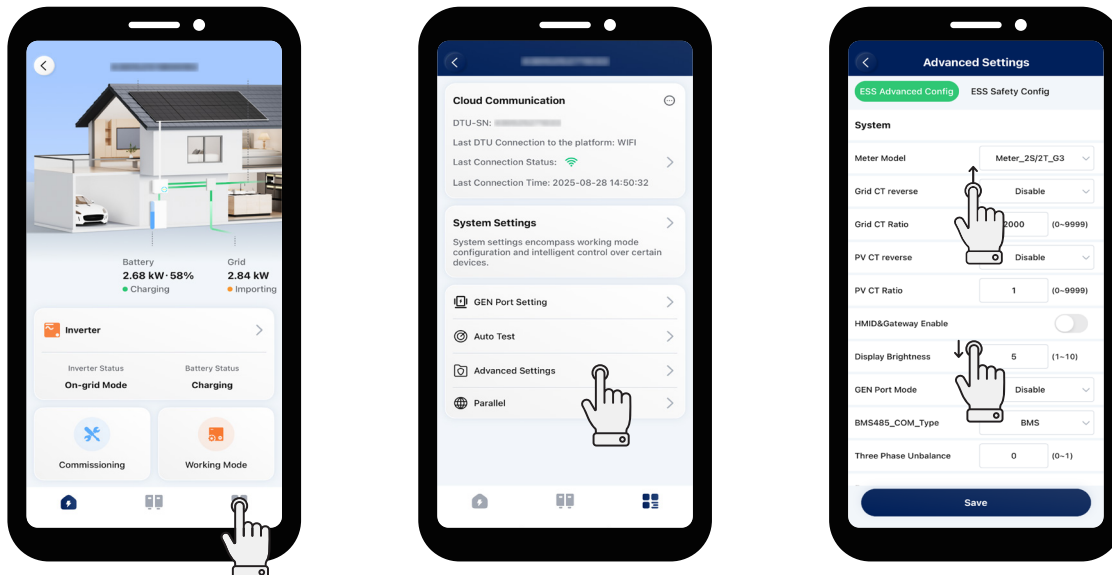 Battery
2.68 kW·58%
Charging
Grid
2.84 kW
Importing
Inverter
Inverter Status
On-grid Mode
Battery Status
Charging
Commissioning
Working Mode
Cloud Communication
DTU-SN:
Last DTU Connection to the platform: WIFI
Last Connection Status:
Last Connection Time: 2025-08-28 14:50:32
System Settings
System settings encompass working mode
configuration and intelligent control over certain
devices.
GEN Port Setting
Auto Test
Advanced Settings
Parallel
Advanced Settings
ESS Advanced Config ESS Safety Config
System
Meter Model Meter_2S/2T_G3
Grid CT reverse Disable
Grid CT Ratio 2000 (0~9999)
PV CT reverse Disable
PV CT Ratio 1 (0~9999)
HMID&Gateway Enable
Display Brightness 5 (1~10)
GEN Port Mode Disable
BMS485_COM_Type BMS
Three Phase Unbalance 0 (0~1)
Save